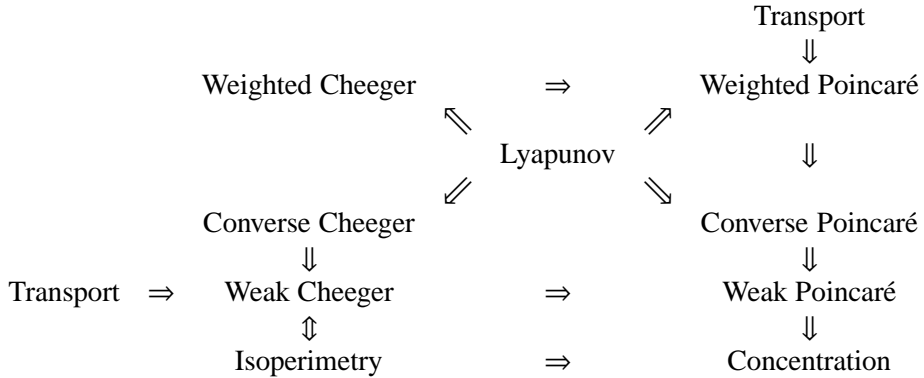 Transport
⇓
Weighted Cheeger ⇒ Weighted Poincaré
⇖ ⇗
Lyapunov ⇓
⇙ ⇘
Converse Cheeger Converse Poincaré
⇓ ⇓
Transport ⇒ Weak Cheeger ⇒ Weak Poincaré
⇕ ⇓
Isoperimetry ⇒ Concentration